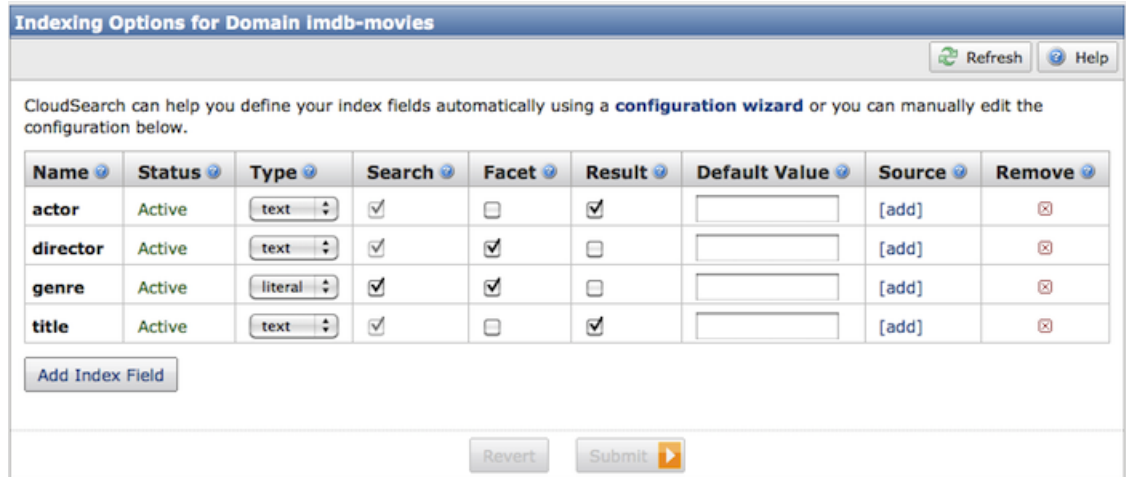 Indexing Options for Domain imdb-movies
Refresh Help
CloudSearch can help you define your index fields automatically using a configuration wizard or you can manually edit the
configuration below.
Name Status Type Search Facet Result Default Value Source Remove
actor Active text [add]
director Active text [add]
genre Active literal [add]
title Active text [add]
Add Index Field
Revert Submit